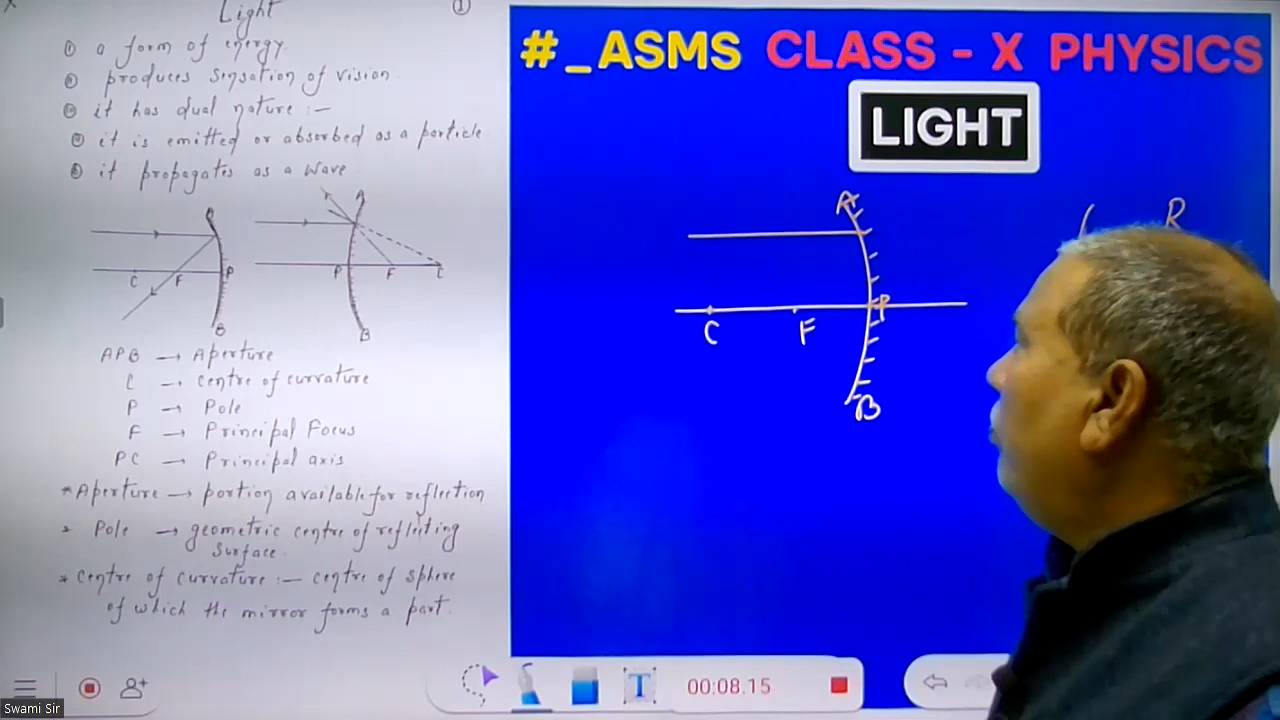 Light
①
① a form of energy
② produces sensation of vision
③ it has dual nature :-
④ it is emitted or absorbed as a particle
⑤ it propagates as a wave
A
B
P
C
F
A
P
F
C
B
APB → Aperture
C → centre of curvature
P → Pole
F → Principal Focus
PC → Principal axis
* Aperture → portion available for reflection
* Pole → geometric centre of reflecting
surface
* Centre of curvature :- centre of sphere
of which the mirror forms a part.
#_ASMS CLASS - X PHYSICS
LIGHT
A
R
P
C
F
B
T
00:08.15
Swami Sir